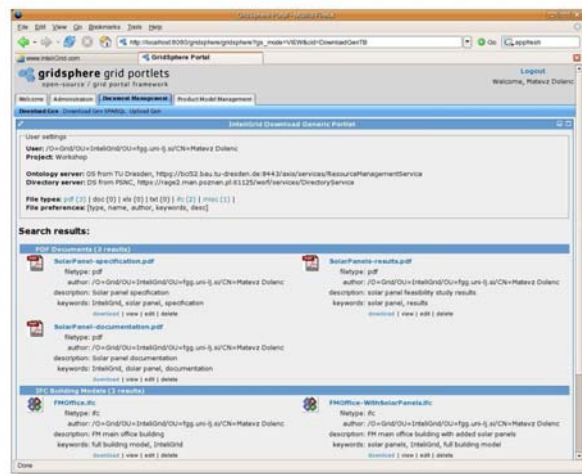 GridSphere Portal - Mozilla Firefox
File Edit View Go Bookmarks Tools Help
http://localhost:8080/gridsphere/gridsphere?gs_mode=VIEW&cid=DownloadGenTB
Go
appfresh
www.inteliGrid.com
GridSphere Portal
gridsphere grid portlets
open-source / grid portal framework
Logout
Welcome, Matevz Dolenc
Welcome
Administration
Document Management
Product Model Management
Download Gen
Download Gen SPARQL
Upload Gen
InteliGrid Download Generic Portlet
User settings
User: /O=Grid/OU=InteliGrid/OU=fgg.uni-lj.si/CN=Matevz Dolenc
Project: Workshop
Ontology server: OS from TU Dresden, https://bci52.bau.tu-dresden.de:8443/axis/services/ResourceManagementService
Directory server: DS from PSNC, https://rage2.man.poznan.pl:81125/wsrf/services/DirectoryService
File types: pdf (3) | doc (0) | xls (0) | txt (0) | ifc (2) | misc (1) |
File preferences: [type, name, author, keywords, desc]
Search results:
PDF Documents (3 results)
SolarPanel-specification.pdf
filetype: pdf
author: /O=Grid/OU=InteliGrid/OU=fgg.uni-lj.si/CN=Matevz Dolenc
description: Solar panel specification
keywords: InteliGrid, solar panel, specification
download | view | edit | delete
SolarPanels-results.pdf
filetype: pdf
author: /O=Grid/OU=InteliGrid/OU=fgg.uni-lj.si/CN=Matevz Dolenc
description: solar panel feasibility study results
keywords: solar panel, results
download | view | edit | delete
SolarPanel-documentation.pdf
filetype: pdf
author: /O=Grid/OU=InteliGrid/OU=fgg.uni-lj.si/CN=Matevz Dolenc
description: Solar panel documentation
keywords: InteliGrid, dolar panel, documentation
download | view | edit | delete
IFC Building Models (2 results)
FMOffice.ifc
filetype: ifc
author: /O=Grid/OU=InteliGrid/OU=fgg.uni-lj.si/CN=Matevz Dolenc
description: FM main office building
keywords: full building model, InteliGrid
download | view | edit | delete
FMOffice-WithSolarPanels.ifc
filetype: ifc
author: /O=Grid/OU=InteliGrid/OU=fgg.uni-lj.si/CN=Matevz Dolenc
description: FM main office building with added solar panels
keywords: solar panels, InteliGrid, full building model
download | view | edit | delete
Done